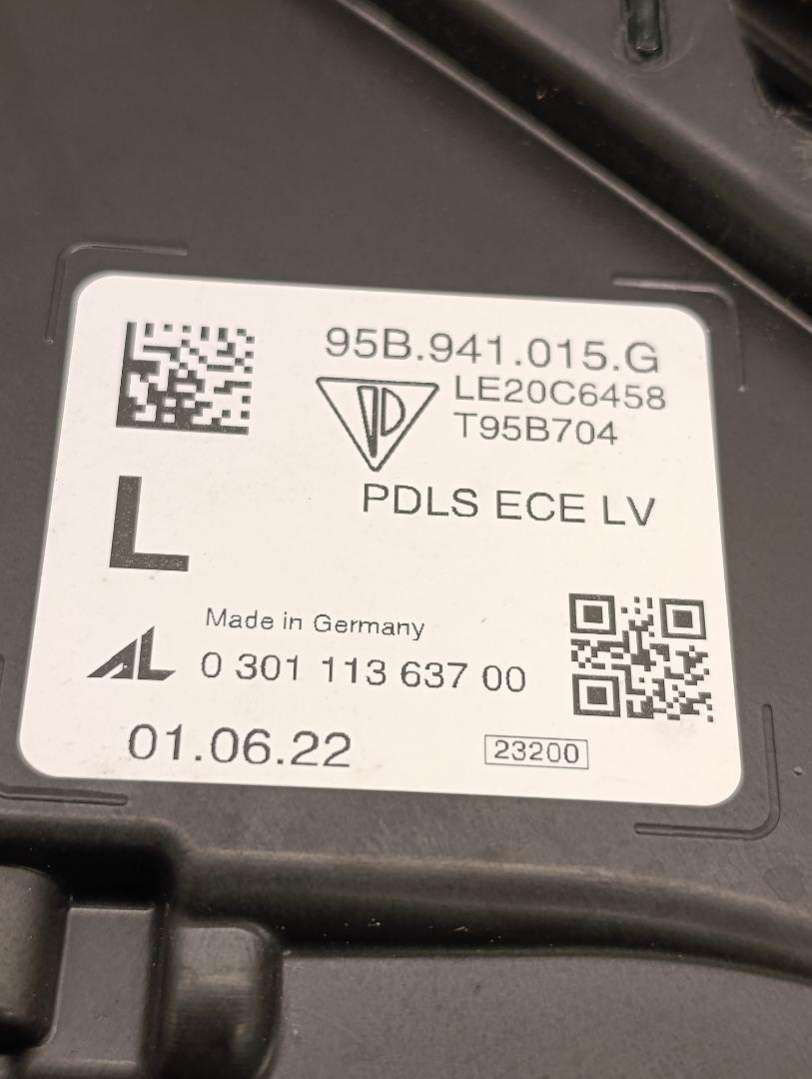 95B.941.015.G
LE20C6458
T95B704
PDLS ECE LV
L
Made in Germany
AL 0 301 113 637 00
01.06.22
23200